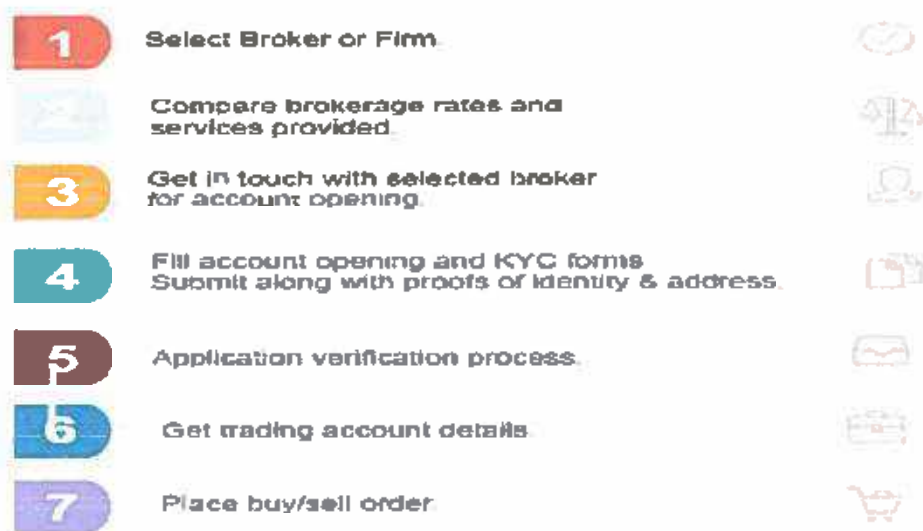 1 Select Broker or Firm.
Compare brokerage rates and
services provided.
3 Get in touch with selected broker
for account opening.
4 Fill account opening and KYC forms
Submit along with proofs of identity & address.
5 Application verification process.
6 Get trading account details
7 Place buy/sell order